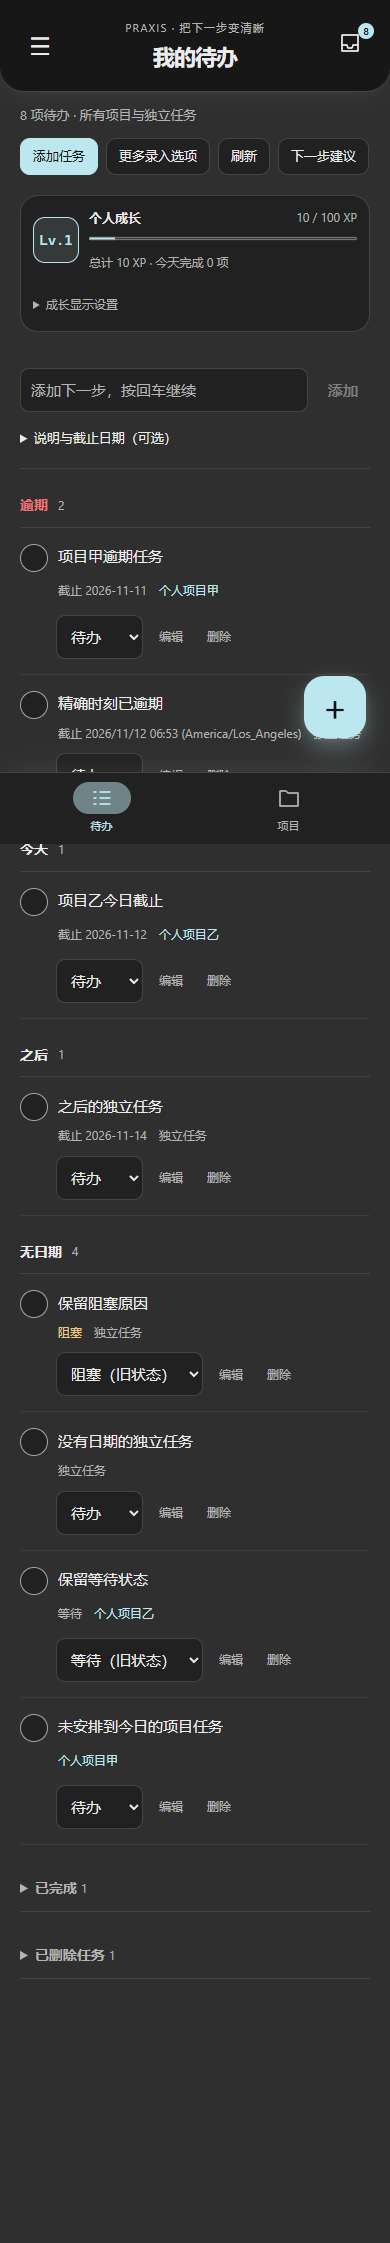 PRAXIS · 把下一步变清晰
我的待办
8
8 项待办 · 所有项目与独立任务
添加任务 更多录入选项 刷新 下一步建议
Lv.1
个人成长 10 / 100 XP
总计 10 XP · 今天完成 0 项
成长显示设置
添加下一步，按回车继续 添加
说明与截止日期（可选）
逾期 2
项目甲逾期任务
截止 2026-11-11 个人项目甲
待办 编辑 删除
精确时刻已逾期
截止 2026/11/12 06:53 (America/Los_Angeles)
待办 项目
今天 1
项目乙今日截止
截止 2026-11-12 个人项目乙
待办 编辑 删除
之后 1
之后的独立任务
截止 2026-11-14 独立任务
待办 编辑 删除
无日期 4
保留阻塞原因
阻塞 独立任务
阻塞（旧状态） 编辑 删除
没有日期的独立任务
独立任务
待办 编辑 删除
保留等待状态
等待 个人项目乙
等待（旧状态） 编辑 删除
未安排到今日的项目任务
个人项目甲
待办 编辑 删除
已完成 1
已删除任务 1